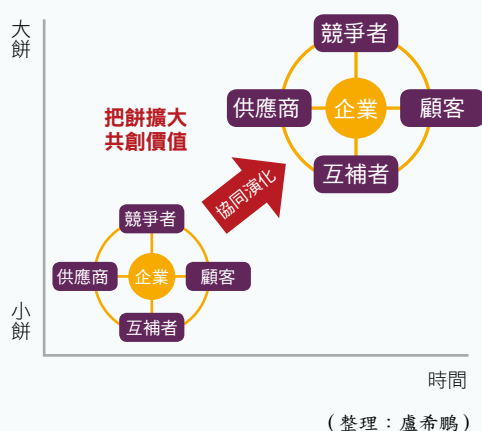 大餅
競爭者
供應商
企業
顧客
互補者
把餅擴大
共創價值
協同演化
競爭者
供應商
企業
顧客
互補者
小餅
時間
(整理：盧希鵬)